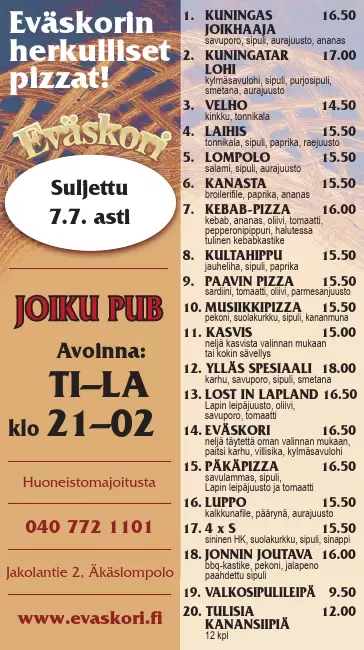 Eväskorin
herkulliset
pizzat!
Eväskori
Suljettu
7.7. asti
JOIKU PUB
Avoinna:
TI–LA
klo 21–02
Huoneistomajoitusta
040 772 1101
Jakolantie 2, Äkäslompolo
www.evaskori.fi
1. KUNINGAS JOIKHAAJA 16.50
savuporo, sipuli, aurajuusto, ananas
2. KUNINGATAR LOHI 17.00
kylmäsavulohi, sipuli, purjosipuli,
smetana, aurajuusto
3. VELHO 14.50
kinkku, tonnikala
4. LAIHIS 15.50
tonnikala, sipuli, paprika, raejuusto
5. LOMPOLO 15.50
salami, sipuli, aurajuusto
6. KANASTA 15.50
broilerifile, paprika, ananas
7. KEBAB-PIZZA 16.00
kebab, ananas, oliivi, tomaatti,
pepperonipippuri, halutessa
tulinen kebabkastike
8. KULTAHIPPU 15.50
jauheliha, sipuli, paprika
9. PAAVIN PIZZA 15.50
sardiini, tomaatti, oliivi, parmesanjuusto
10. MUSIIKKIPIZZA 15.50
pekoni, suolakurkku, sipuli, kananmuna
11. KASVIS 15.00
neljä kasvista valinnan mukaan
tai kokin sävellys
12. YLLÄS SPESIAALI 18.00
karhu, savuporo, sipuli, smetana
13. LOST IN LAPLAND 16.50
Lapin leipäjuusto, oliivi,
savuporo, tomaatti
14. EVÄSKORI 16.50
neljä täytettä oman valinnan mukaan,
paitsi karhu, villisika, kylmäsavulohi
15. PÄKÄPIZZA 16.50
savulammas, sipuli,
Lapin leipäjuusto ja tomaatti
16. LUPPO 15.50
kalkkunafile, päärynä, aurajuusto
17. 4 x S 15.50
sininen HK, suolakurkku, sipuli, sinappi
18. JONNIN JOUTAVA 16.00
bbq-kastike, pekoni, jalapeno
paahdettu sipuli
19. VALKOSIPULILEIPÄ 9.50
20. TULISIA KANANSIIPIÄ 12.00
12 kpl